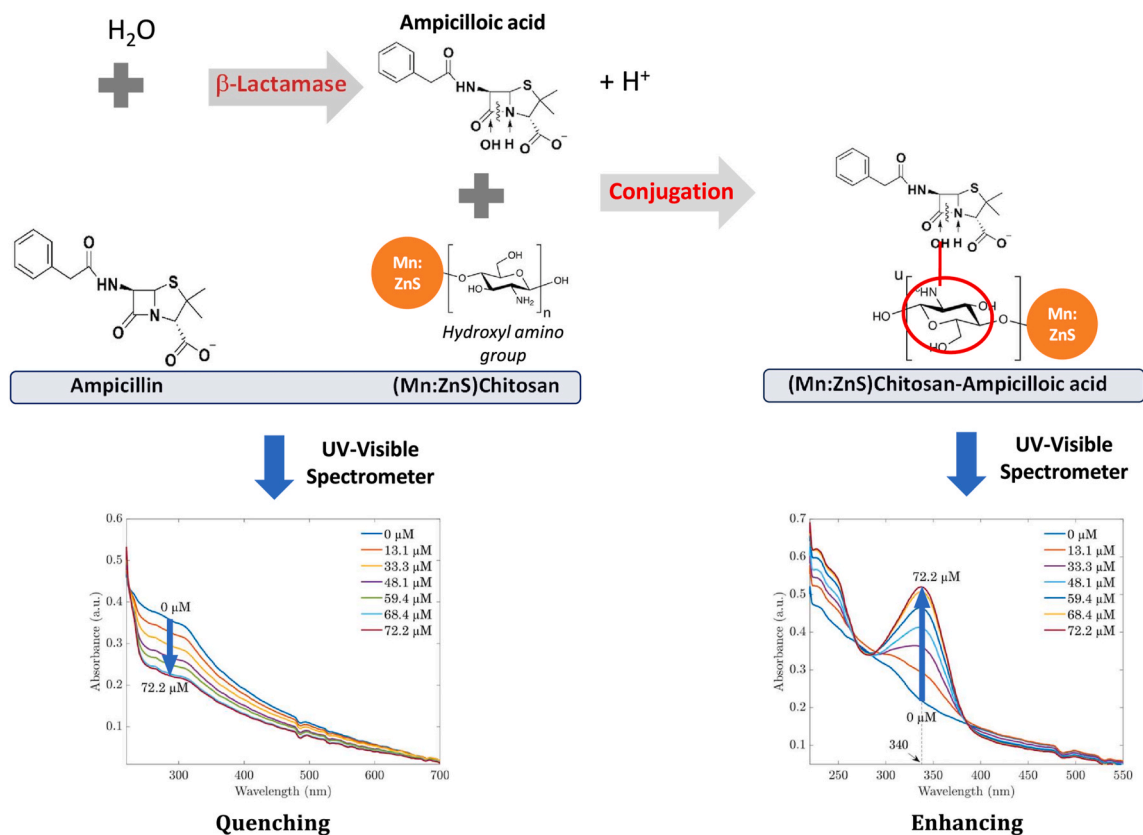 H2O
β-Lactamase
Ampicilloic acid
O
HN
S
N
O
OH H
O
O−
+ H+
Conjugation
O
HN
S
N
O
O−
O
Ampicillin
Mn:
ZnS
O
OH
O
HO
NH2
OH
n
Hydroxyl amino
group
(Mn:ZnS)Chitosan
O
HN
S
N
O
OH H
O
O−
u
HN
HO
OH
O
O
HO
Mn:
ZnS
(Mn:ZnS)Chitosan-Ampicilloic acid
UV-Visible
Spectrometer
UV-Visible
Spectrometer
0.6
0.5
0.4
0.3
0.2
0.1
Absorbance (a.u.)
0 μM
72.2 μM
0 μM
13.1 μM
33.3 μM
48.1 μM
59.4 μM
68.4 μM
72.2 μM
300 400 500 600 700
Wavelength (nm)
Quenching
0.7
0.6
0.5
0.4
0.3
0.2
0.1
Absorbance (a.u.)
72.2 μM
0 μM
340
0 μM
13.1 μM
33.3 μM
48.1 μM
59.4 μM
68.4 μM
72.2 μM
250 300 350 400 450 500 550
Wavelength (nm)
Enhancing